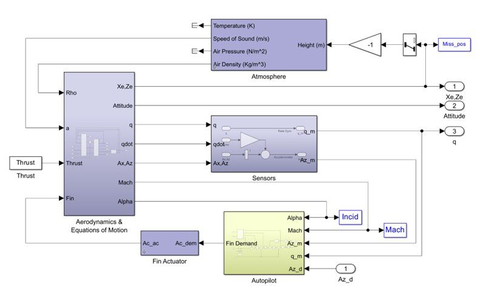 Temperature (K)
Speed of Sound (m/s)
Air Pressure (N/m^2)
Air Density (Kg/m^3)
Height (m)
Atmosphere
-1
Miss_pos
1
Xe,Ze
2
Attitude
3
q
Rho
a
Thrust
Fin
Xe,Ze
Attitude
q
qdot
Ax,Az
Mach
Alpha
Aerodynamics &
Equations of Motion
Thrust
Thrust
q
qdot
Ax,Az
q_m
Az_m
Sensors
Incid
Mach
Ac_ac
Ac_dem
Fin Actuator
Fin Demand
Alpha
Mach
Az_m
q_m
Az_d
Autopilot
1
Az_d